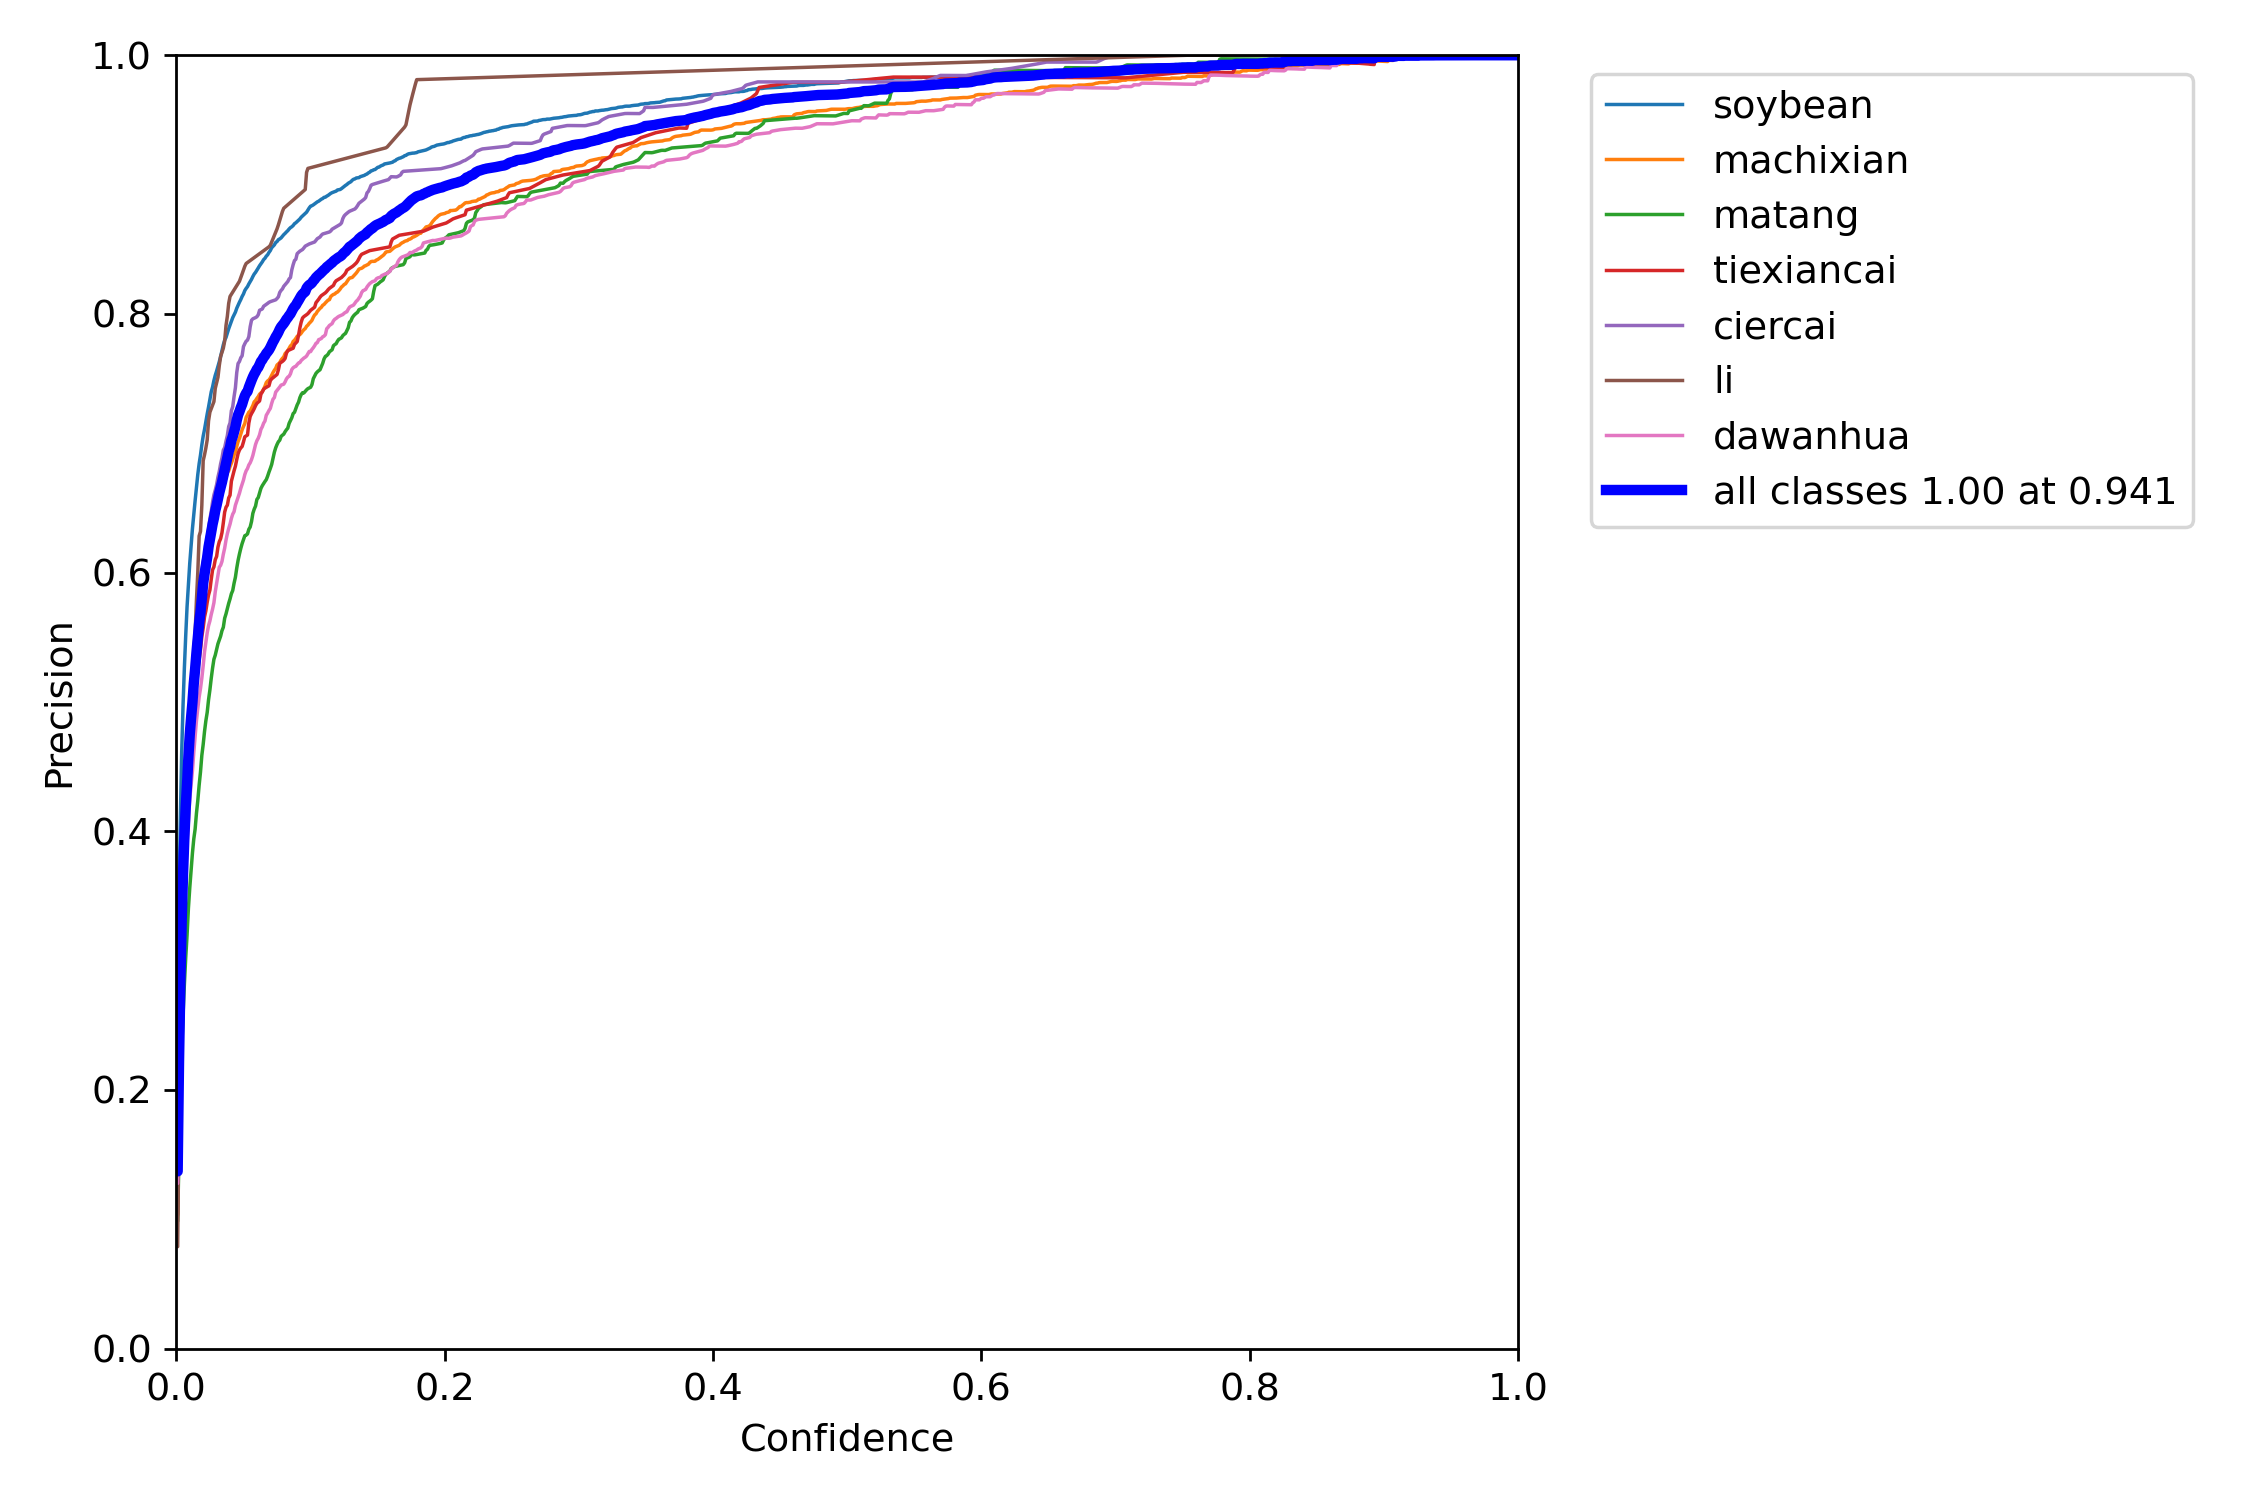 1.0
0.8
0.6
0.4
0.2
0.0
Precision
0.0 0.2 0.4 0.6 0.8 1.0
Confidence
soybean
machixian
matang
tiexiancai
ciercai
li
dawanhua
all classes 1.00 at 0.941